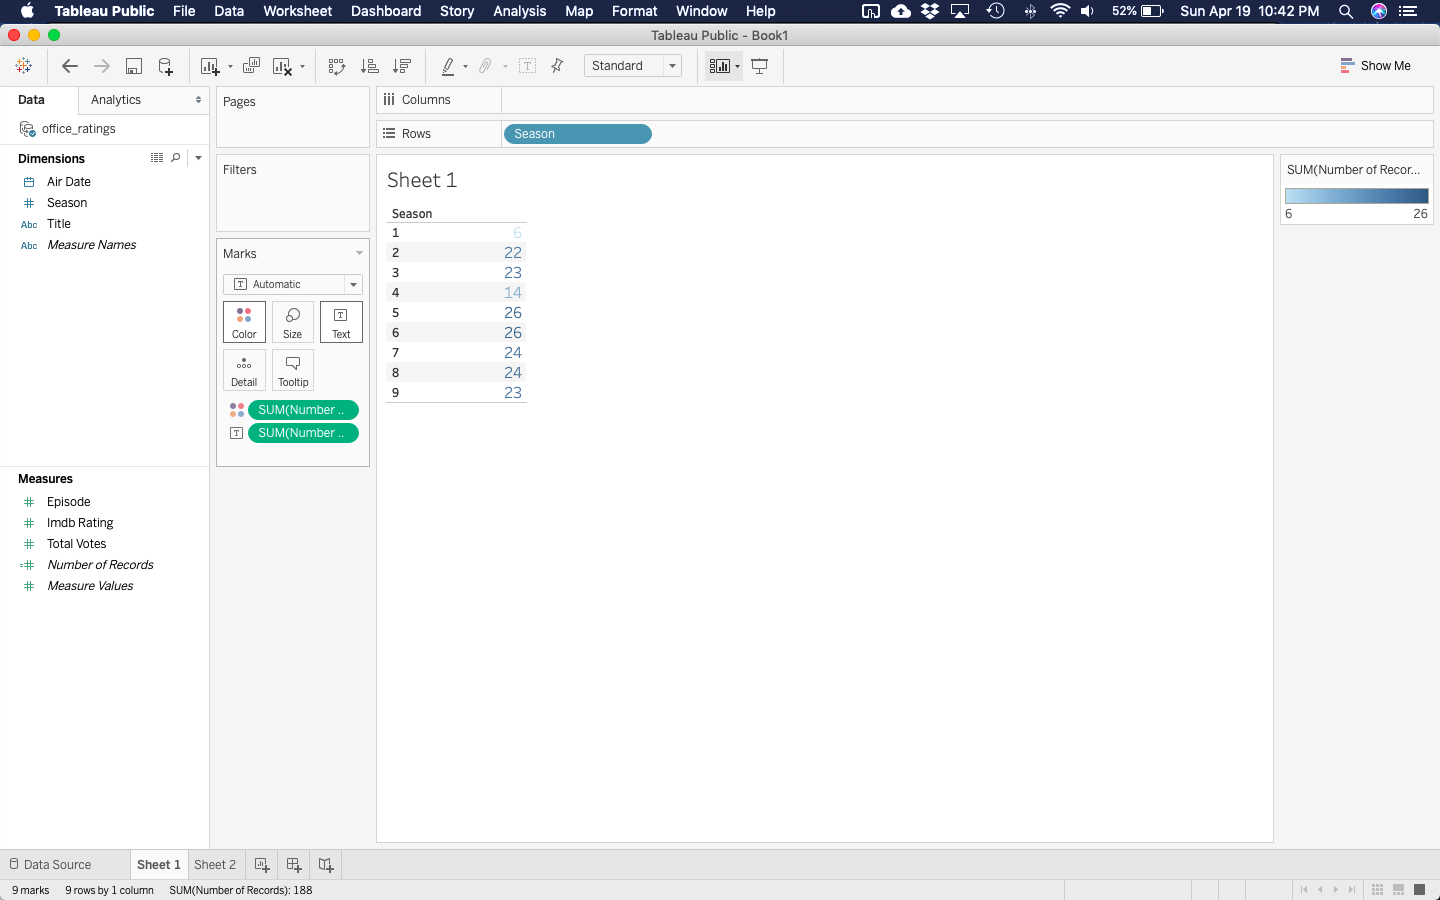 Tableau Public File Data Worksheet Dashboard Story Analysis Map Format Window Help 52% Sun Apr 19 10:42 PM
Tableau Public - Book1
Standard Show Me
Data Analytics Pages Columns
office_ratings Rows Season
Dimensions Filters
Air Date
Season
Abc Title
Abc Measure Names
Sheet 1
Season
1 6
2 22
3 23
4 14
5 26
6 26
7 24
8 24
9 23
SUM(Number of Recor...
6 26
Marks
T Automatic
Color Size T Text
Detail Tooltip
SUM(Number ..
T SUM(Number ..
Measures
Episode
Imdb Rating
Total Votes
Number of Records
Measure Values
Data Source Sheet 1 Sheet 2
9 marks 9 rows by 1 column SUM(Number of Records): 188